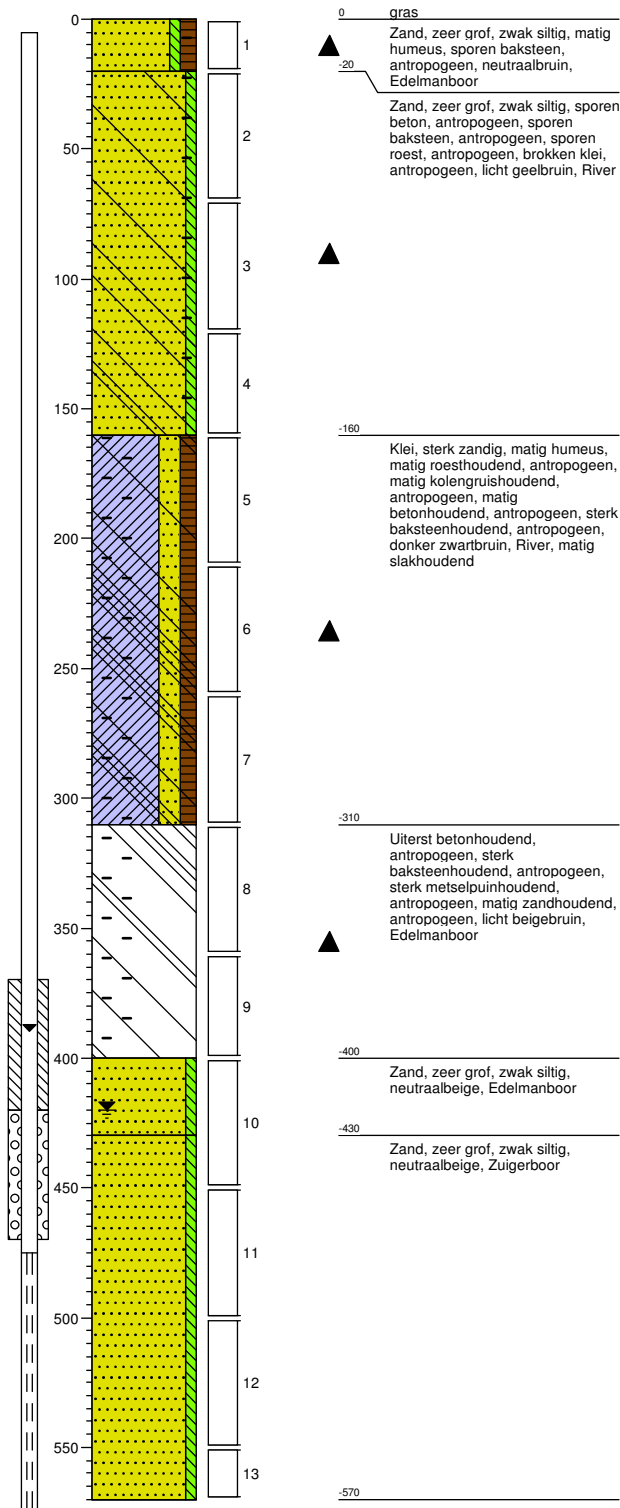 0
50
100
150
200
250
300
350
400
450
500
550
1
2
3
4
5
6
7
8
9
10
11
12
13
0
gras
Zand, zeer grof, zwak siltig, matig
humeus, sporen baksteen,
antropogeen, neutraalbruin,
Edelmanboor
-20
Zand, zeer grof, zwak siltig, sporen
beton, antropogeen, sporen
baksteen, antropogeen, sporen
roest, antropogeen, brokken klei,
antropogeen, licht geelbruin, River
-160
Klei, sterk zandig, matig humeus,
matig roesthoudend, antropogeen,
matig kolengruishoudend,
antropogeen, matig
betonhoudend, antropogeen, sterk
baksteenhoudend, antropogeen,
donker zwartbruin, River, matig
slakhoudend
-310
Uiterst betonhoudend,
antropogeen, sterk
baksteenhoudend, antropogeen,
sterk metselpuinhoudend,
antropogeen, matig zandhoudend,
antropogeen, licht beigebruin,
Edelmanboor
-400
Zand, zeer grof, zwak siltig,
neutraalbeige, Edelmanboor
-430
Zand, zeer grof, zwak siltig,
neutraalbeige, Zuigerboor
-570